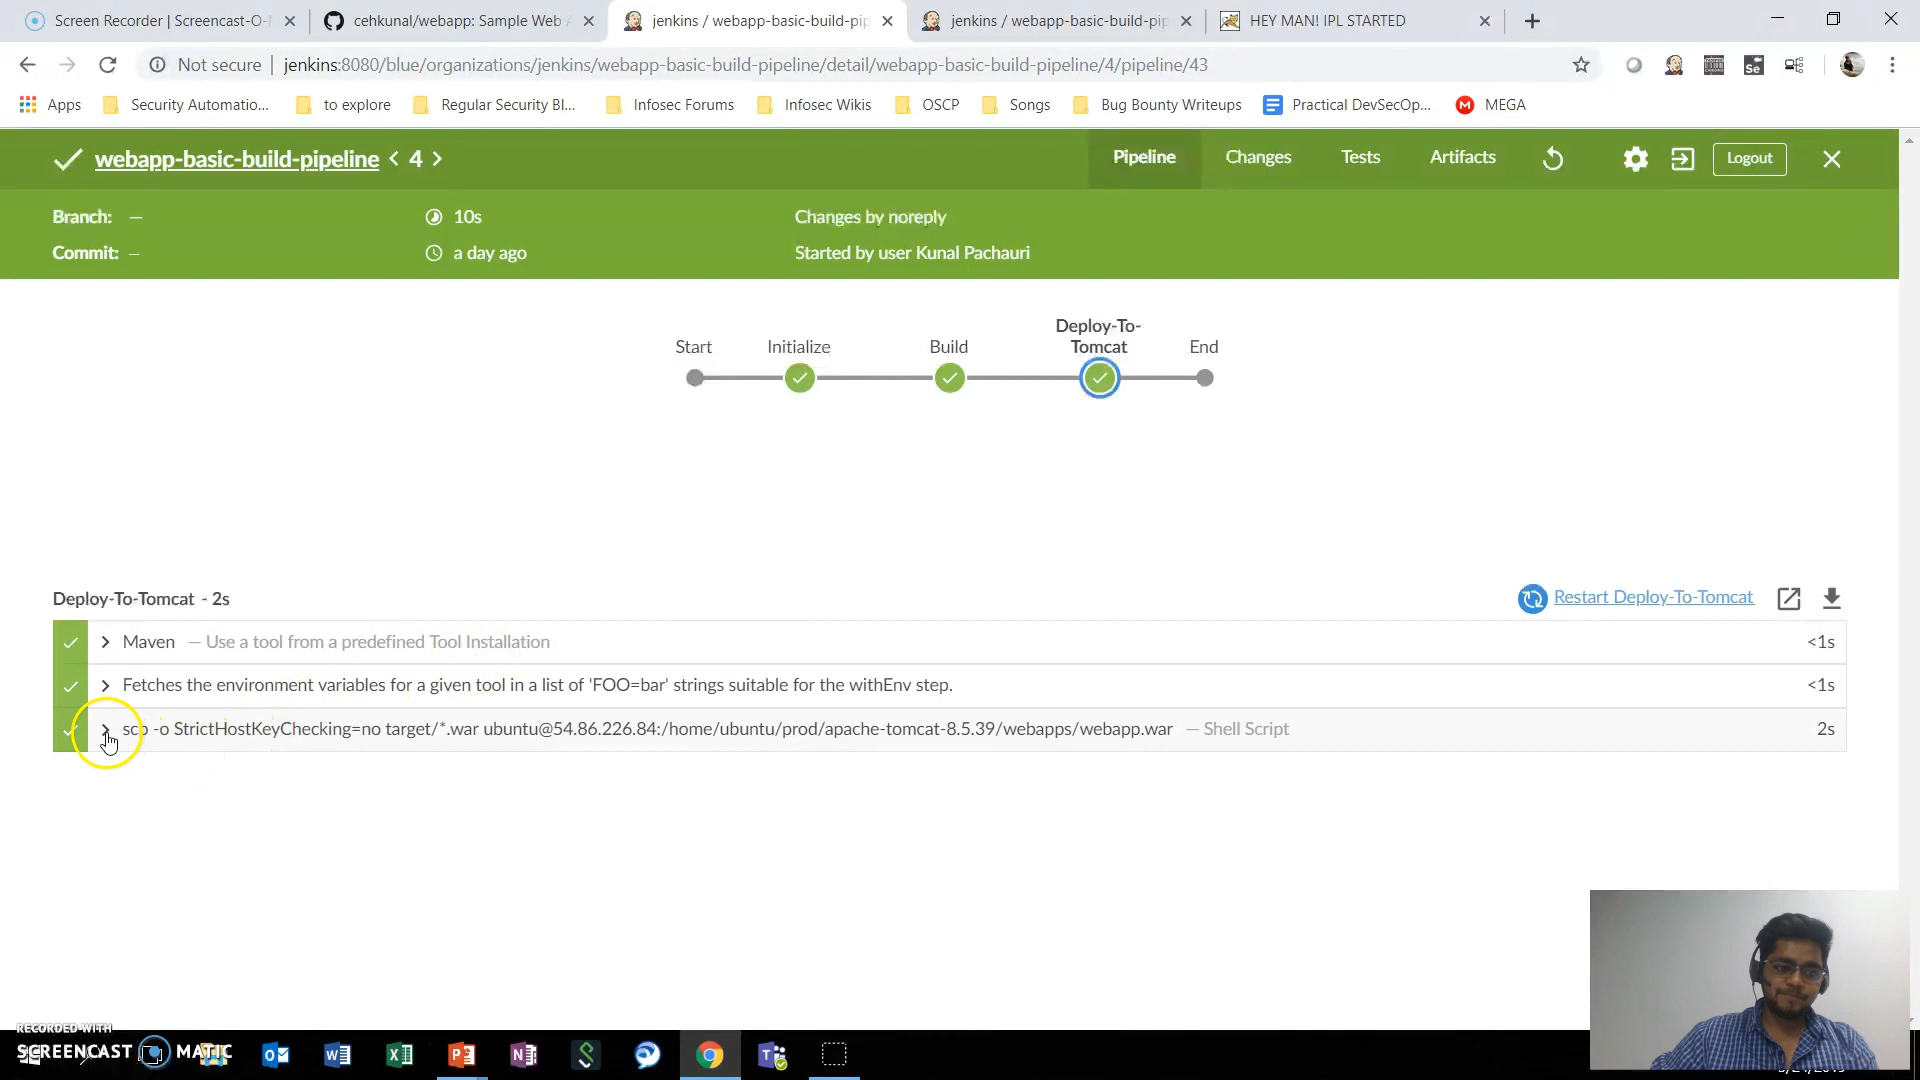 Screen Recorder | Screencast-O-
cehkunal/webapp: Sample Web
jenkins / webapp-basic-build-pip
jenkins / webapp-basic-build-pip
HEY MAN! IPL STARTED
Not secure
jenkins:8080/blue/organizations/jenkins/webapp-basic-build-pipeline/detail/webapp-basic-build-pipeline/4/pipeline/43
Apps
Security Automatio...
to explore
Regular Security Bl...
Infosec Forums
Infosec Wikis
OSCP
Songs
Bug Bounty Writeups
Practical DevSecOp...
MEGA
webapp-basic-build-pipeline < 4 >
Pipeline
Changes
Tests
Artifacts
Logout
Branch: —
10s
Changes by noreply
Commit: —
a day ago
Started by user Kunal Pachauri
Start
Initialize
Build
Deploy-To-
Tomcat
End
Deploy-To-Tomcat - 2s
Restart Deploy-To-Tomcat
Maven — Use a tool from a predefined Tool Installation
<1s
Fetches the environment variables for a given tool in a list of 'FOO=bar' strings suitable for the withEnv step.
<1s
scp -o StrictHostKeyChecking=no target/*.war ubuntu@54.86.226.84:/home/ubuntu/prod/apache-tomcat-8.5.39/webapps/webapp.war — Shell Script
2s
RECORDED WITH
SCREENCAST MATIC